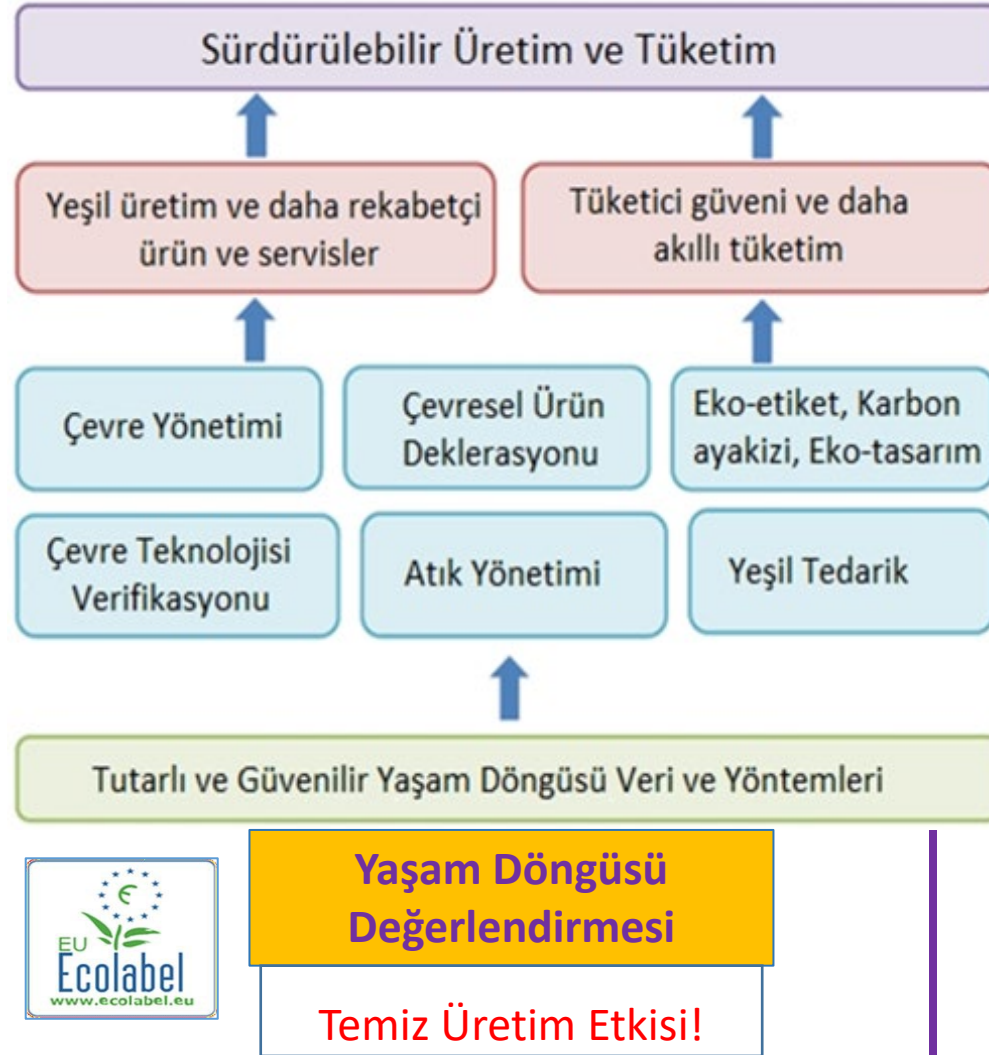 Sürdürülebilir Üretim ve Tüketim
Yeşil üretim ve daha rekabetçi
ürün ve servisler
Tüketici güveni ve daha
akıllı tüketim
Çevre Yönetimi
Çevresel Ürün
Deklerasyonu
Eko-etiket, Karbon
ayakizi, Eko-tasarım
Çevre Teknolojisi
Verifikasyonu
Atık Yönetimi
Yeşil Tedarik
Tutarlı ve Güvenilir Yaşam Döngüsü Veri ve Yöntemleri
EU
Ecolabel
www.ecolabel.eu
Yaşam Döngüsü
Değerlendirmesi
Temiz Üretim Etkisi!